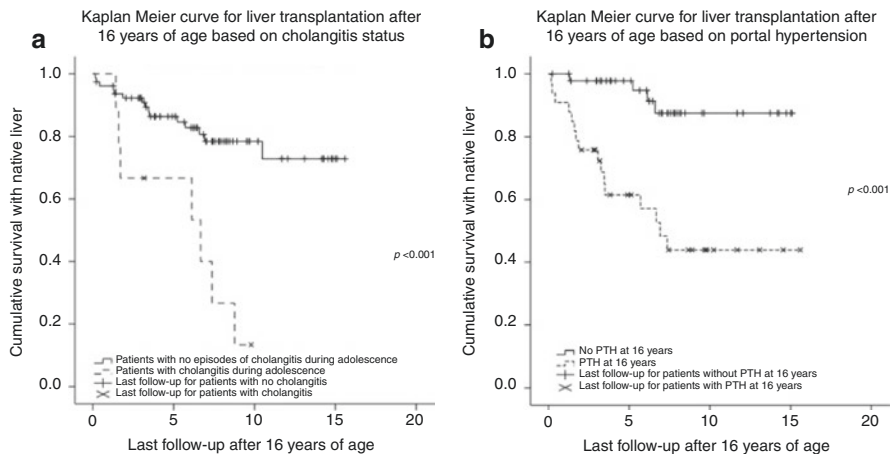 Kaplan Meier curve for liver transplantation after
16 years of age based on cholangitis status
a
Cumulative survival with native liver
1.0
0.8
0.6
0.4
0.2
0.0
p <0.001
Patients with no episodes of cholangitis during adolescence
Patients with cholangitis during adolescence
Last follow-up for patients with no cholangitis
Last follow-up for patients with cholangitis
0 5 10 15 20
Last follow-up after 16 years of age
Kaplan Meier curve for liver transplantation after
16 years of age based on portal hypertension
b
Cumulative survival with native liver
1.0
0.8
0.6
0.4
0.2
0.0
p <0.001
No PTH at 16 years
PTH at 16 years
Last follow-up for patients without PTH at 16 years
Last follow-up for patients with PTH at 16 years
0 5 10 15 20
Last follow-up after 16 years of age